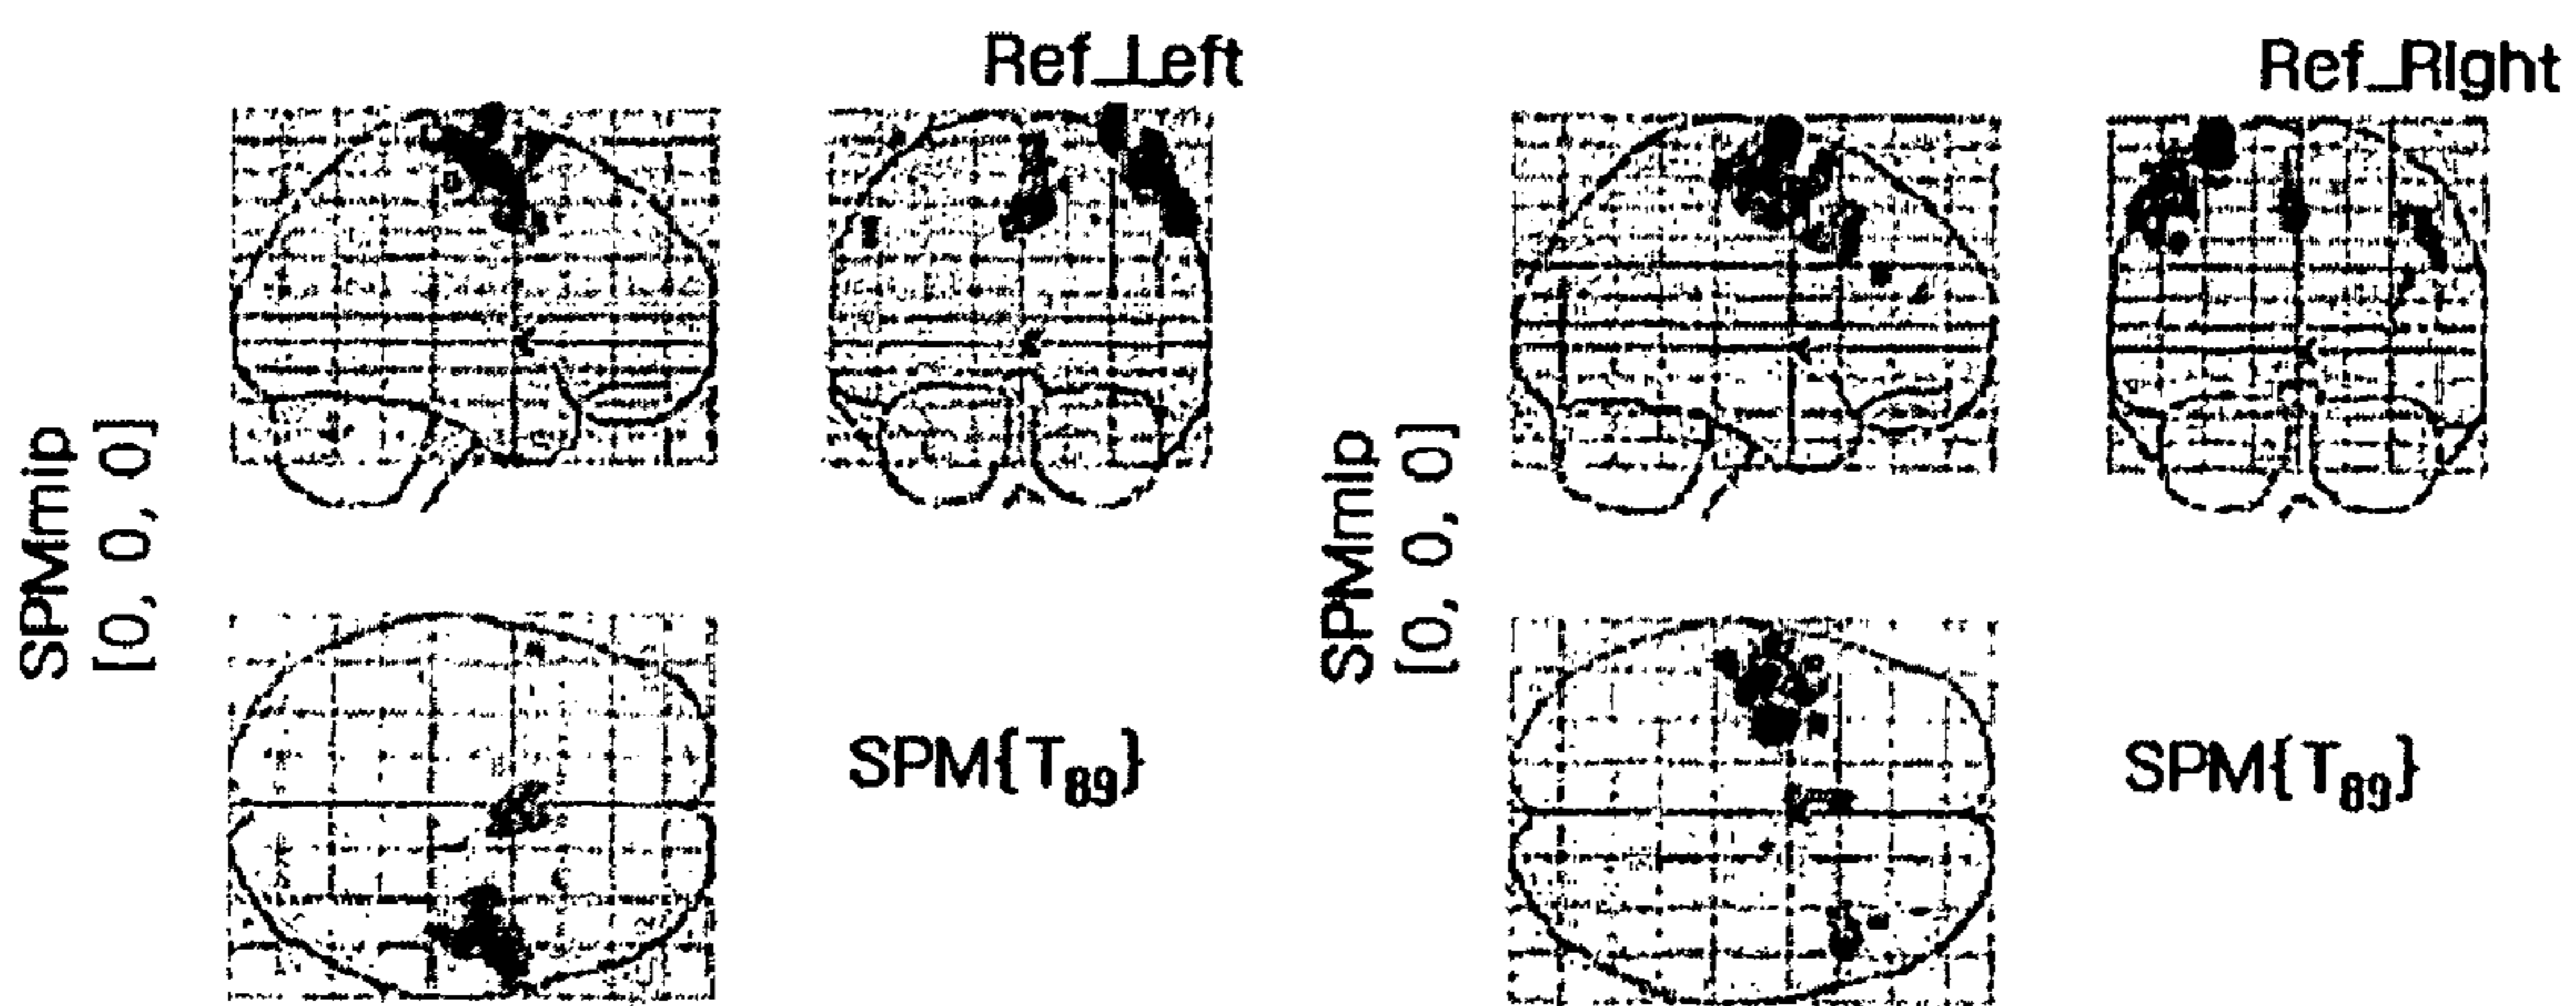 Ref_Left
SPMmip
[0, 0, 0]
SPM{T89}
Ref_Right
SPMmip
[0, 0, 0]
SPM{T89}